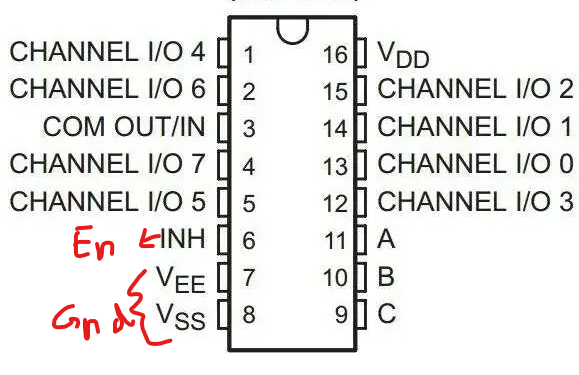 CHANNEL I/O 4 1 16 VDD
CHANNEL I/O 6 2 15 CHANNEL I/O 2
COM OUT/IN 3 14 CHANNEL I/O 1
CHANNEL I/O 7 4 13 CHANNEL I/O 0
CHANNEL I/O 5 5 12 CHANNEL I/O 3
En INH 6 11 A
VEE 7 10 B
Gnd VSS 8 9 C